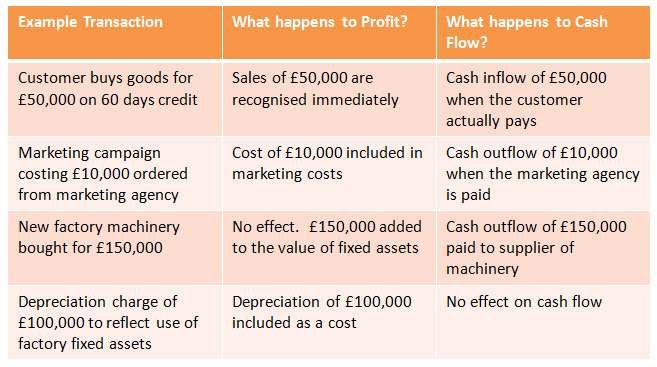 Example Transaction
What happens to Profit?
What happens to Cash
Flow?
Customer buys goods for
£50,000 on 60 days credit
Sales of £50,000 are
recognised immediately
Cash inflow of £50,000
when the customer
actually pays
Marketing campaign
costing £10,000 ordered
from marketing agency
Cost of £10,000 included in
marketing costs
Cash outflow of £10,000
when the marketing agency
is paid
New factory machinery
bought for £150,000
No effect.  £150,000 added
to the value of fixed assets
Cash outflow of £150,000
paid to supplier of
machinery
Depreciation charge of
£100,000 to reflect use of
factory fixed assets
Depreciation of £100,000
included as a cost
No effect on cash flow